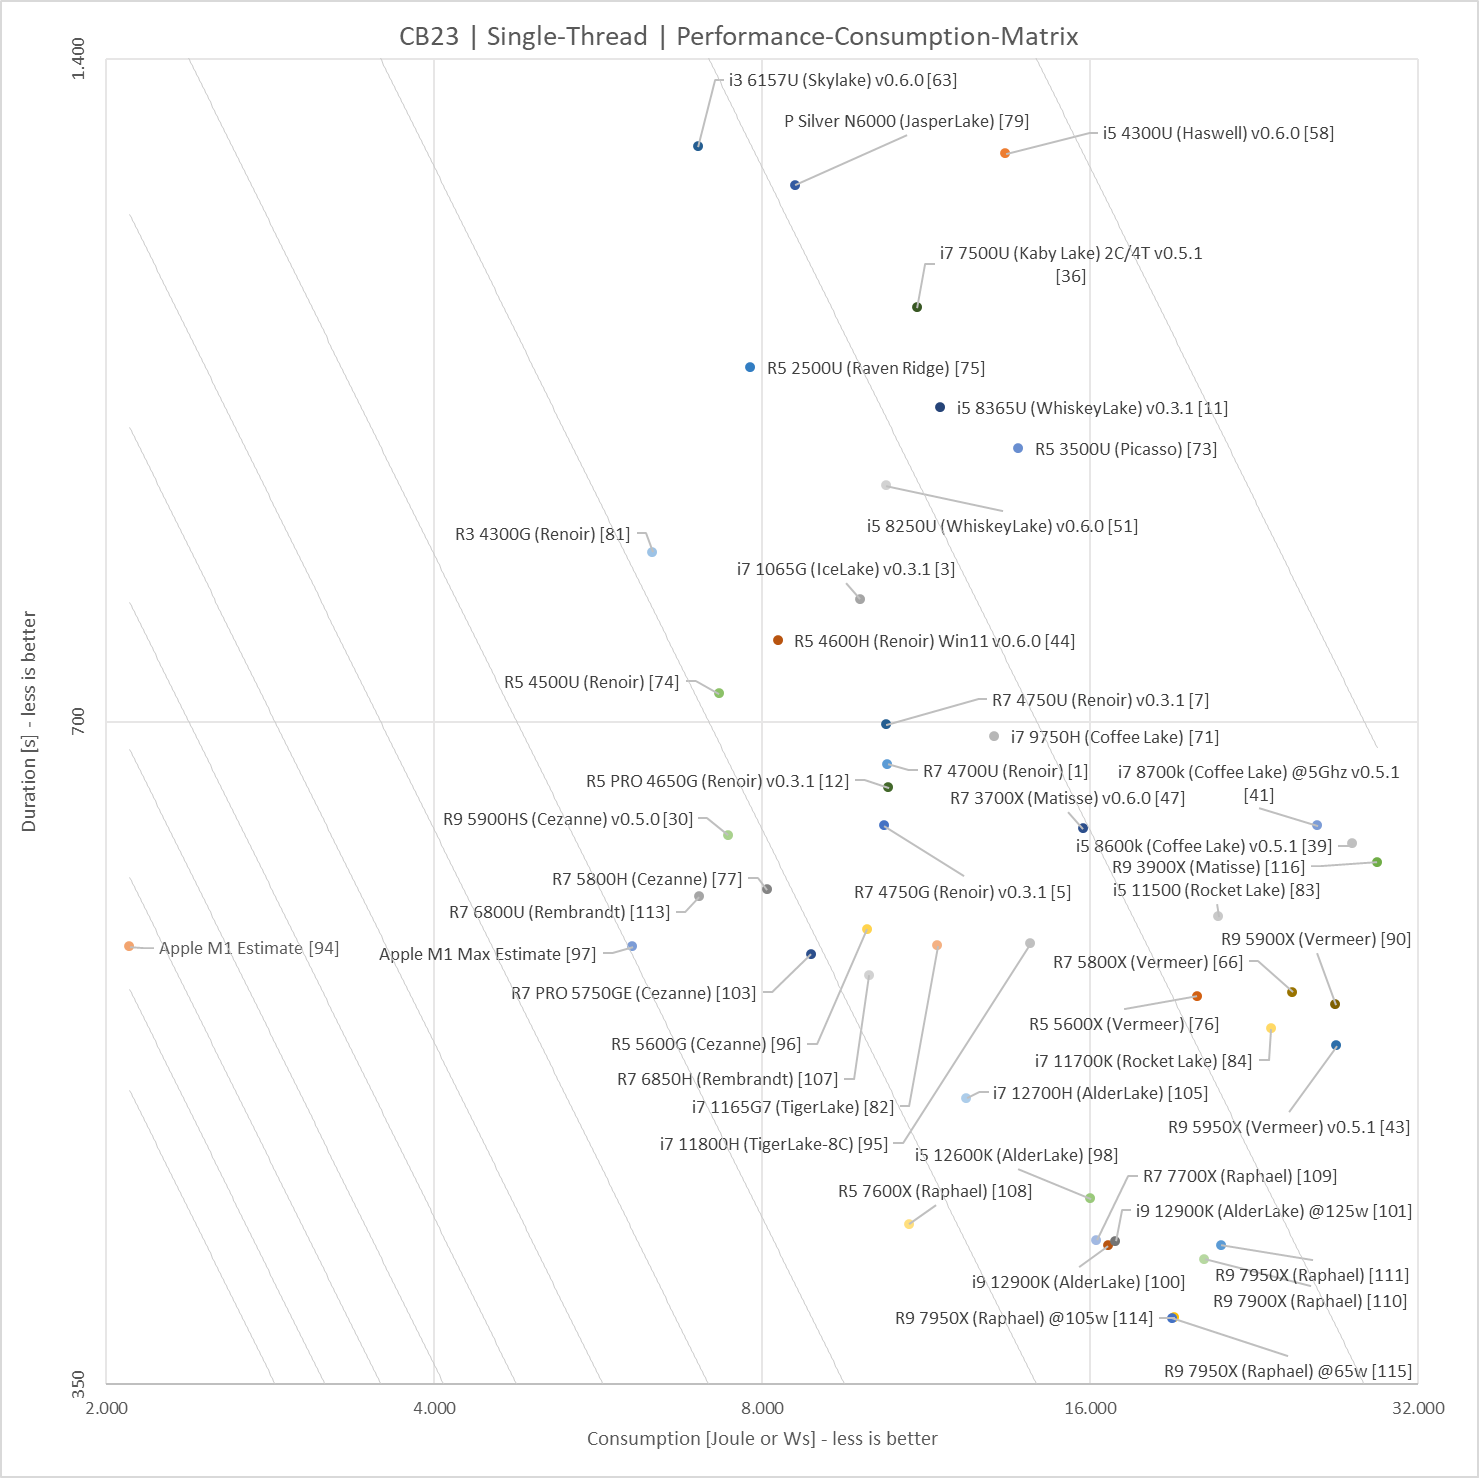 CB23 | Single-Thread | Performance-Consumption-Matrix
1.400
i3 6157U (Skylake) v0.6.0 [63]
P Silver N6000 (JasperLake) [79]
i5 4300U (Haswell) v0.6.0 [58]
i7 7500U (Kaby Lake) 2C/4T v0.5.1
[36]
R5 2500U (Raven Ridge) [75]
i5 8365U (WhiskeyLake) v0.3.1 [11]
R5 3500U (Picasso) [73]
i5 8250U (WhiskeyLake) v0.6.0 [51]
R3 4300G (Renoir) [81]
i7 1065G (IceLake) v0.3.1 [3]
R5 4600H (Renoir) Win11 v0.6.0 [44]
R5 4500U (Renoir) [74]
R7 4750U (Renoir) v0.3.1 [7]
700
i7 9750H (Coffee Lake) [71]
R7 4700U (Renoir) [1]
i7 8700k (Coffee Lake) @5Ghz v0.5.1
[41]
R5 PRO 4650G (Renoir) v0.3.1 [12]
R7 3700X (Matisse) v0.6.0 [47]
R9 5900HS (Cezanne) v0.5.0 [30]
i5 8600k (Coffee Lake) v0.5.1 [39]
R9 3900X (Matisse) [116]
R7 5800H (Cezanne) [77]
R7 4750G (Renoir) v0.3.1 [5]
i5 11500 (Rocket Lake) [83]
R7 6800U (Rembrandt) [113]
R9 5900X (Vermeer) [90]
Apple M1 Estimate [94]
Apple M1 Max Estimate [97]
R7 5800X (Vermeer) [66]
R7 PRO 5750GE (Cezanne) [103]
R5 5600X (Vermeer) [76]
R5 5600G (Cezanne) [96]
i7 11700K (Rocket Lake) [84]
R7 6850H (Rembrandt) [107]
i7 12700H (AlderLake) [105]
i7 1165G7 (TigerLake) [82]
R9 5950X (Vermeer) v0.5.1 [43]
i7 11800H (TigerLake-8C) [95]
i5 12600K (AlderLake) [98]
R7 7700X (Raphael) [109]
R5 7600X (Raphael) [108]
i9 12900K (AlderLake) @125w [101]
i9 12900K (AlderLake) [100]
R9 7950X (Raphael) [111]
R9 7900X (Raphael) [110]
R9 7950X (Raphael) @105w [114]
R9 7950X (Raphael) @65w [115]
350
Duration [s] - less is better
2.000
4.000
8.000
16.000
32.000
Consumption [Joule or Ws] - less is better